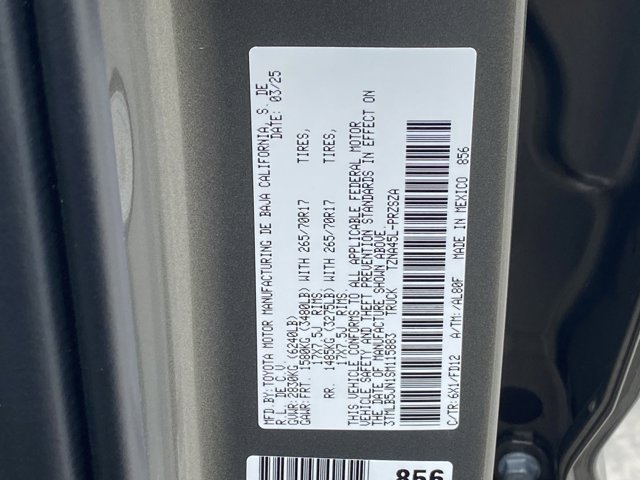 MFD.BY:TOYOTA MOTOR MANUFACTURING DE BAJA CALIFORNIA, S. DE
R.L. DE C.V. DATE: 03/25
GVWR:2830KG (6240LB)
GAWR:FRT. 1580KG (3480LB) WITH 265/70R17 TIRES,
17X7.5J RIMS
RR. 1485KG (3275LB) WITH 265/70R17 TIRES,
17X7.5J RIMS
THIS VEHICLE CONFORMS TO ALL APPLICABLE FEDERAL MOTOR
VEHICLE SAFETY AND THEFT PREVENTION STANDARDS IN EFFECT ON
THE DATE OF MANUFACTURE SHOWN ABOVE.
3TMLB5JN1SM115883 TRUCK TZNA45L-PRZSZA
C/TR:6X1/FD12 A/TM:/AL80F MADE IN MEXICO 856
856